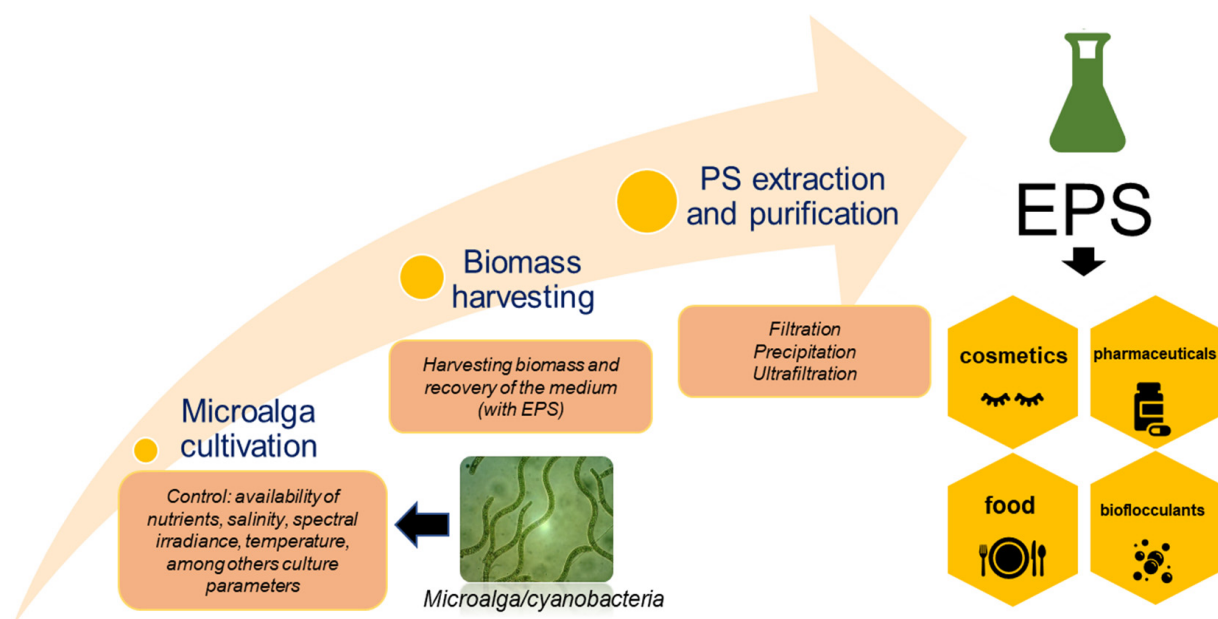 PS extraction
and purification
EPS
Biomass
harvesting
Filtration
Precipitation
Ultrafiltration
cosmetics
pharmaceuticals
Harvesting biomass and
recovery of the medium
(with EPS)
Microalga
cultivation
Control: availability of
nutrients, salinity, spectral
irradiance, temperature,
among others culture
parameters
food
bioflocculants
Microalga/cyanobacteria